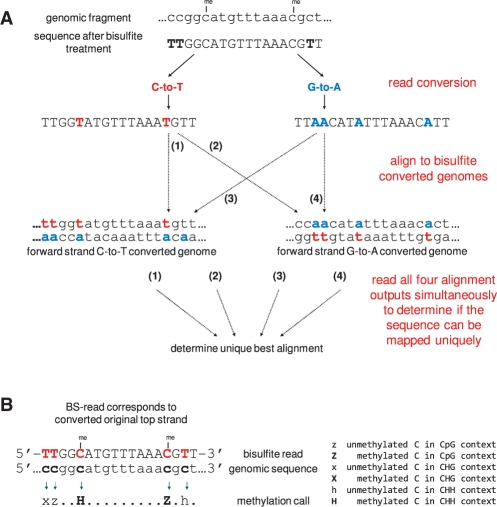 A
me me
genomic fragment …ccggcatgtttaaacgct…
sequence after bisulfite treatment TTGGCATGTTTAAACGTT
C-to-T G-to-A read conversion
TTGGTATGTTTAAATGTT TTAACATATTTAAACATT
(1) (2) (3) (4)
align to bisulfite converted genomes
…ttggtatgtttaaatgtt… …ccaacatatttaaacact…
…aaccatacaaatttacaa… …ggttgtataaatttgtga…
forward strand C-to-T converted genome forward strand G-to-A converted genome
(1) (2) (3) (4)
read all four alignment outputs simultaneously to determine if the sequence can be mapped uniquely
determine unique best alignment
B
BS-read corresponds to
converted original top strand
me me
5'-TTGGCATGTTTAAACGTT-3' bisulfite read
5'…ccggcatgtttaaacgct…3' genomic sequence
xz..H.........Z.h. methylation call
z unmethylated C in CpG context
Z methylated C in CpG context
x unmethylated C in CHG context
X methylated C in CHG context
h unmethylated C in CHH context
H methylated C in CHH context